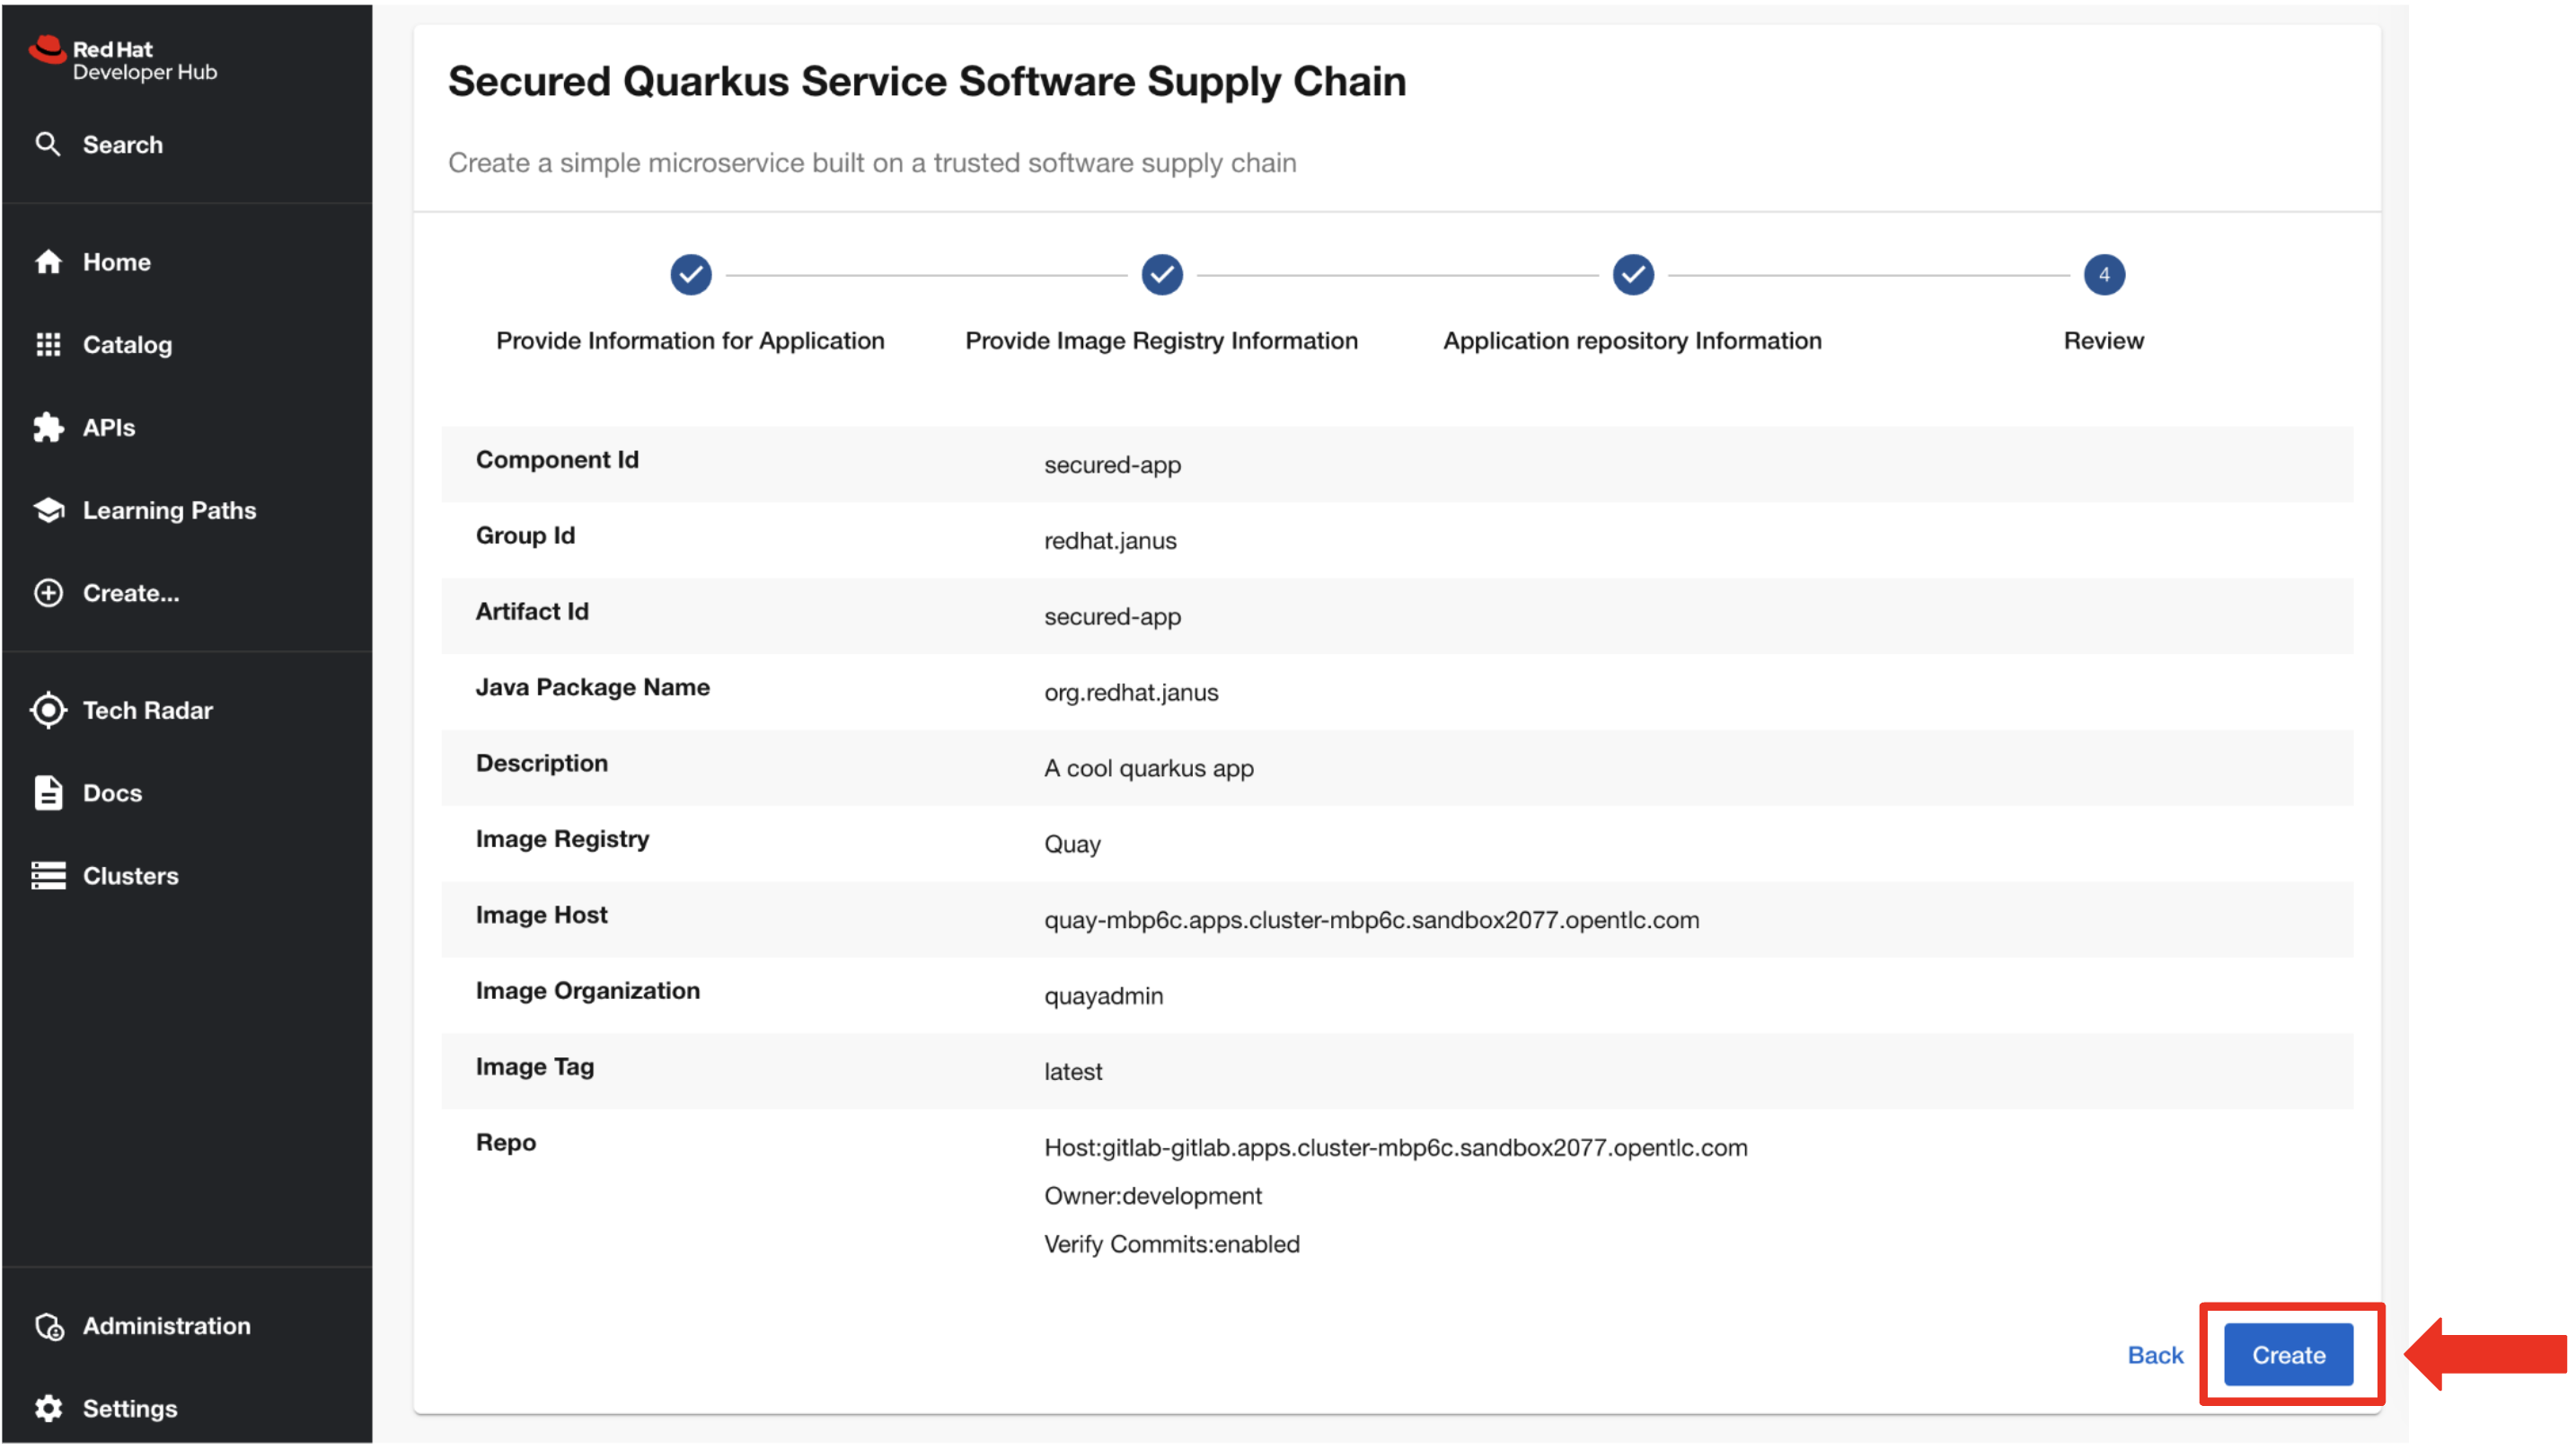 Red Hat
Developer Hub
Search
Home
Catalog
APIs
Learning Paths
Create...
Tech Radar
Docs
Clusters
Administration
Settings
Secured Quarkus Service Software Supply Chain
Create a simple microservice built on a trusted software supply chain
4
Provide Information for Application
Provide Image Registry Information
Application repository Information
Review
Component Id
secured-app
Group Id
redhat.janus
Artifact Id
secured-app
Java Package Name
org.redhat.janus
Description
A cool quarkus app
Image Registry
Quay
Image Host
quay-mbp6c.apps.cluster-mbp6c.sandbox2077.opentlc.com
Image Organization
quayadmin
Image Tag
latest
Repo
Host:gitlab-gitlab.apps.cluster-mbp6c.sandbox2077.opentlc.com
Owner:development
Verify Commits:enabled
Back
Create